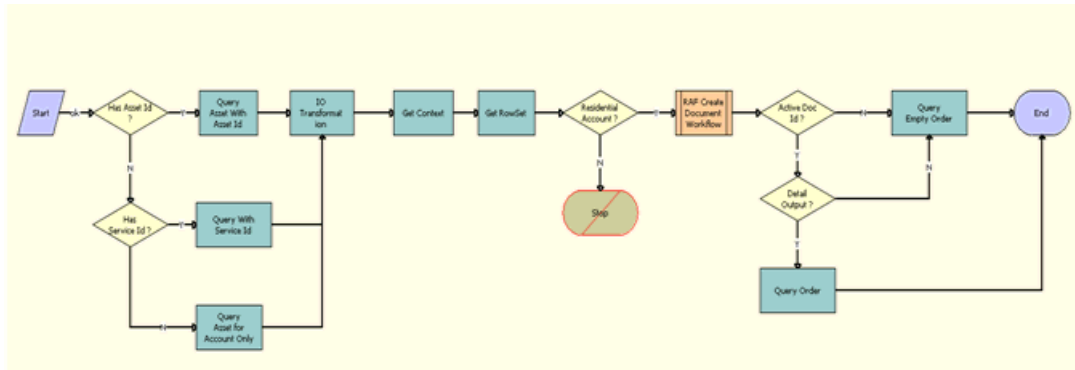 Start
Has Asset Id
?
Y
Query
Asset With
Asset Id
IO
Transformat
ion
Get Context
Get RowSet
Residential
Account ?
Y
RAF Create
Document
Workflow
Active Doc
Id ?
N
Query
Empty Order
End
N
N
Y
N
Has
Service Id ?
Y
Query With
Service Id
Stop
Detail
Output ?
Y
Query Order
N
Query
Asset for
Account Only